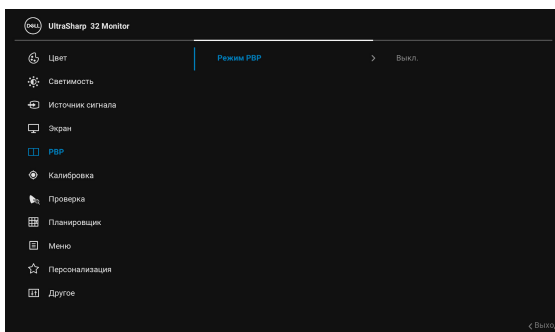 DELL UltraSharp 32 Monitor
Цвет
Режим PBP
Выкл.
Светимость
Источник сигнала
Экран
PBP
Калибровка
Проверка
Планировщик
Меню
Персонализация
Другое
Выхо